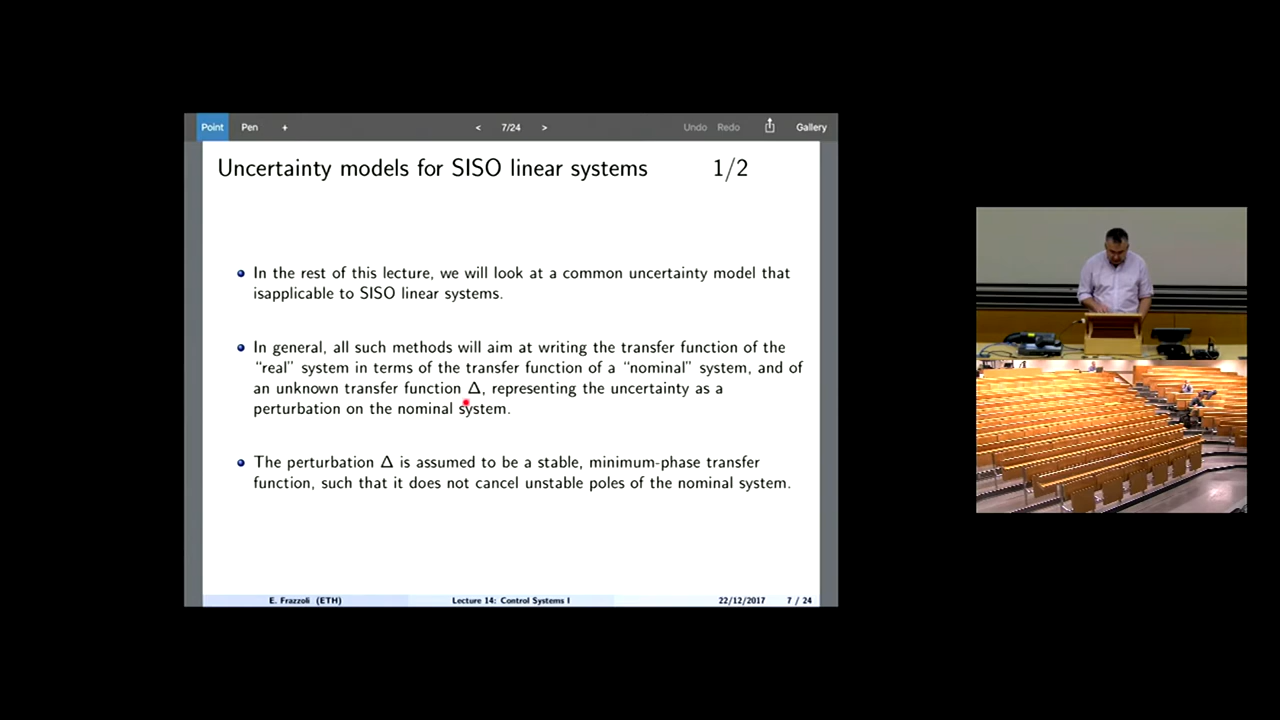 Point Pen + < 7/24 > Undo Redo Gallery
Uncertainty models for SISO linear systems 1/2
In the rest of this lecture, we will look at a common uncertainty model that
isapplicable to SISO linear systems.
In general, all such methods will aim at writing the transfer function of the
“real” system in terms of the transfer function of a “nominal” system, and of
an unknown transfer function Δ, representing the uncertainty as a
perturbation on the nominal system.
The perturbation Δ is assumed to be a stable, minimum-phase transfer
function, such that it does not cancel unstable poles of the nominal system.
E. Frazzoli (ETH) Lecture 14: Control Systems I 22/12/2017 7 / 24